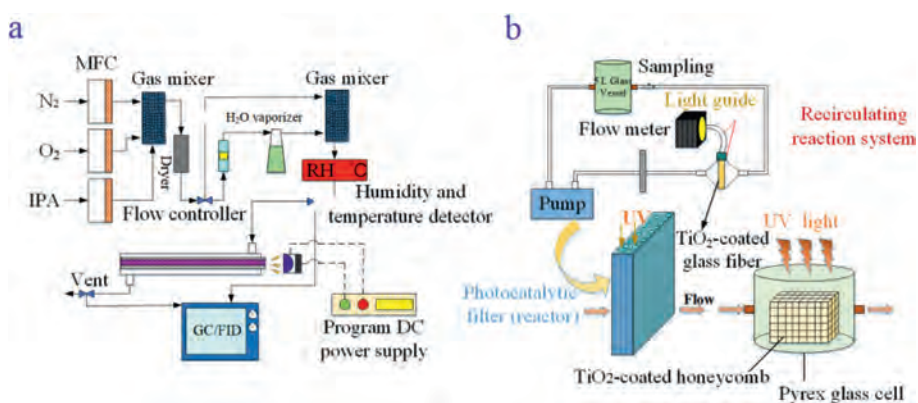 a
MFC
Gas mixer
Gas mixer
N₂
O₂
IPA
Dryer
H₂O vaporizer
RH °C
Flow controller
Humidity and
temperature detector
Vent
GC/FID
Program DC
power supply
b
5L Glass
Vessel
Sampling
Light guide
Flow meter
Recirculating
reaction system
Pump
UV
TiO₂-coated
glass fiber
UV light
Photocatalytic
filter (reactor)
Flow
TiO₂-coated honeycomb
Pyrex glass cell